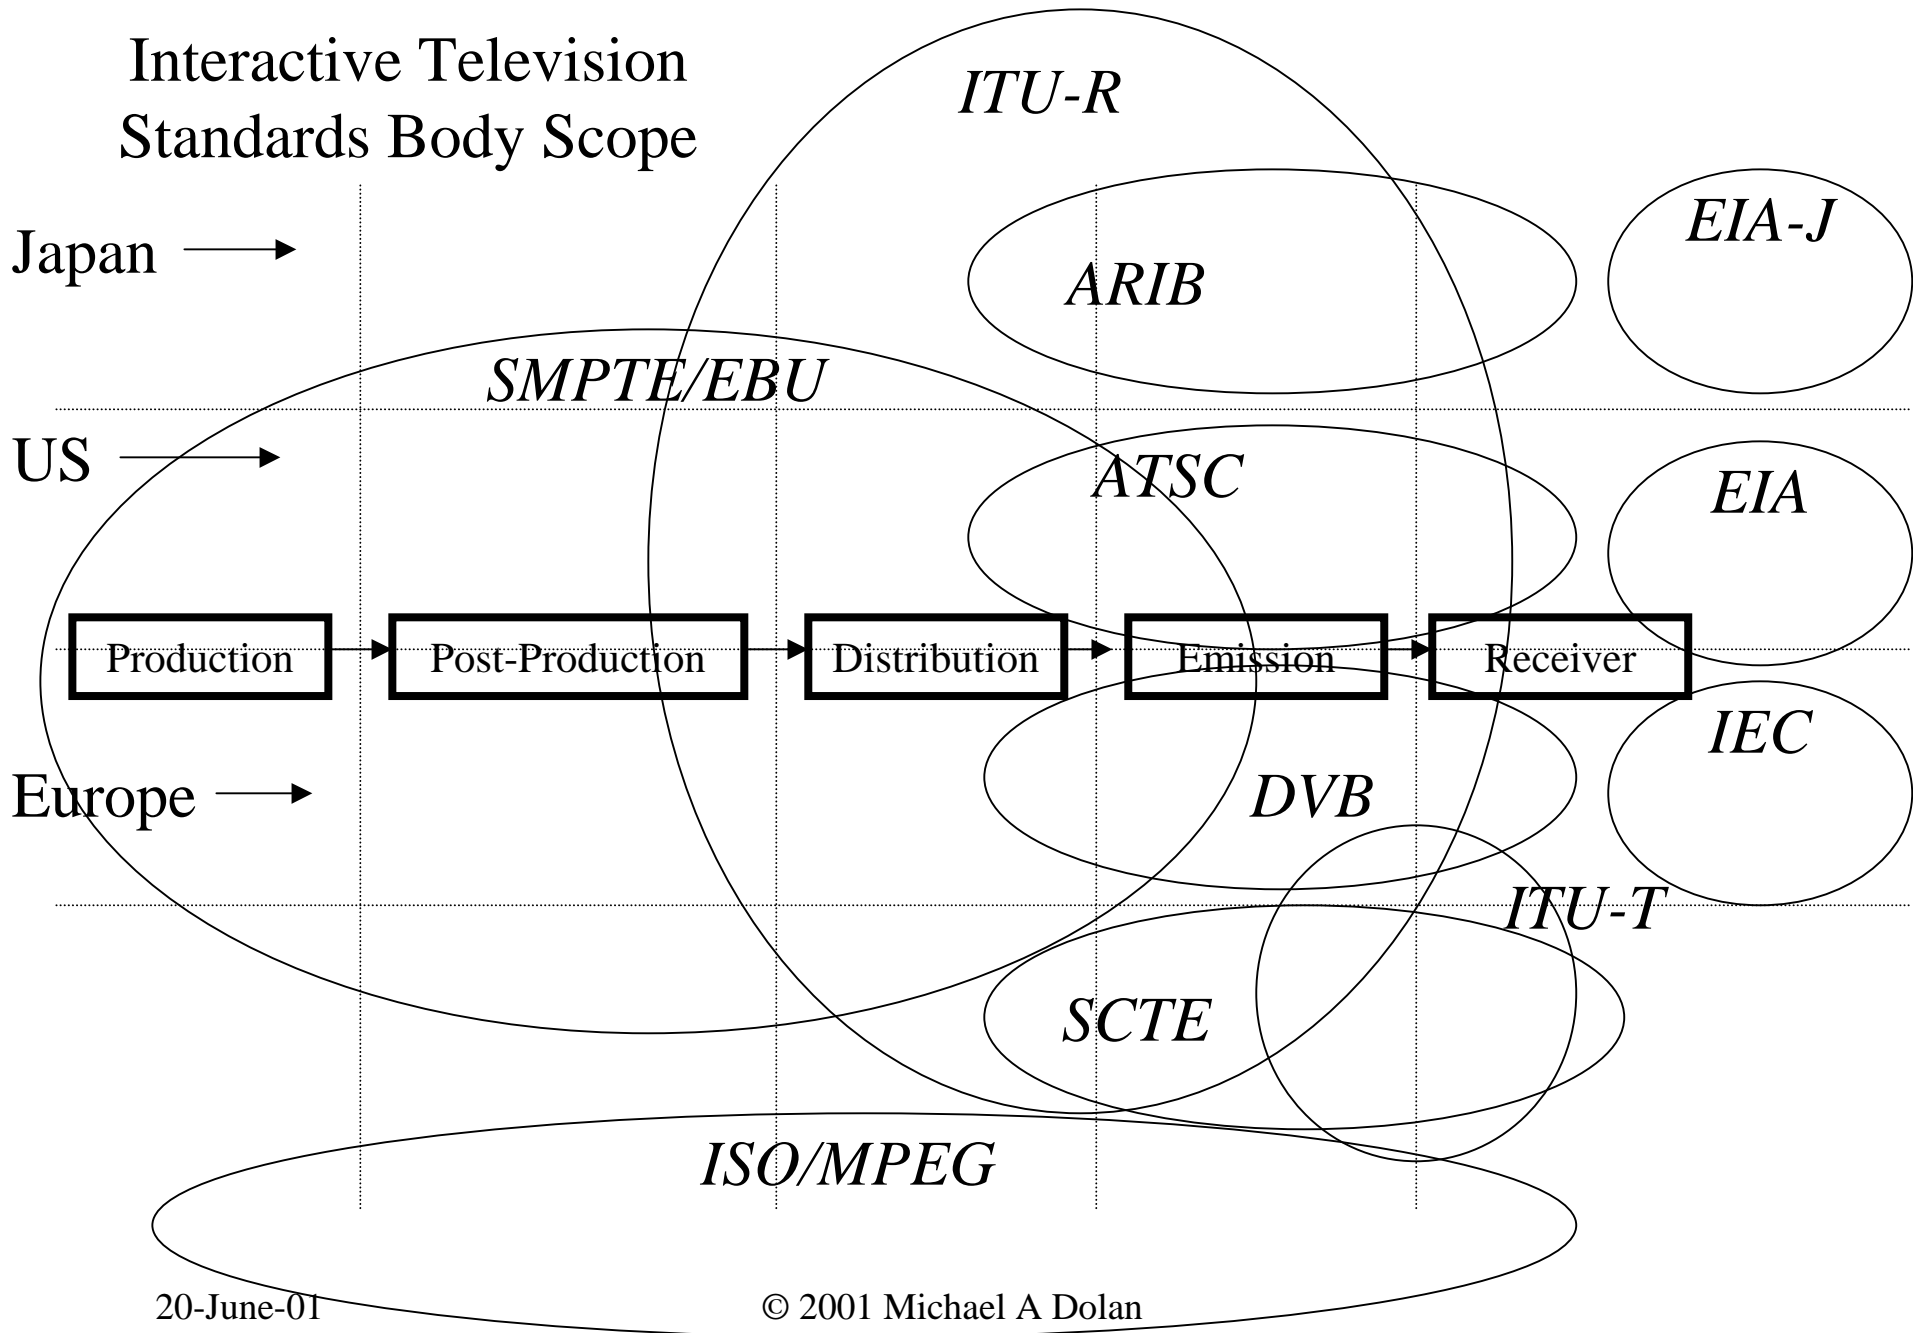 Interactive Television
Standards Body Scope
ITU-R
Japan
EIA-J
ARIB
SMPTE/EBU
US
ATSC
EIA
Production
Post-Production
Distribution
Emission
Receiver
IEC
Europe
DVB
ITU-T
SCTE
ISO/MPEG
20-June-01
© 2001 Michael A Dolan